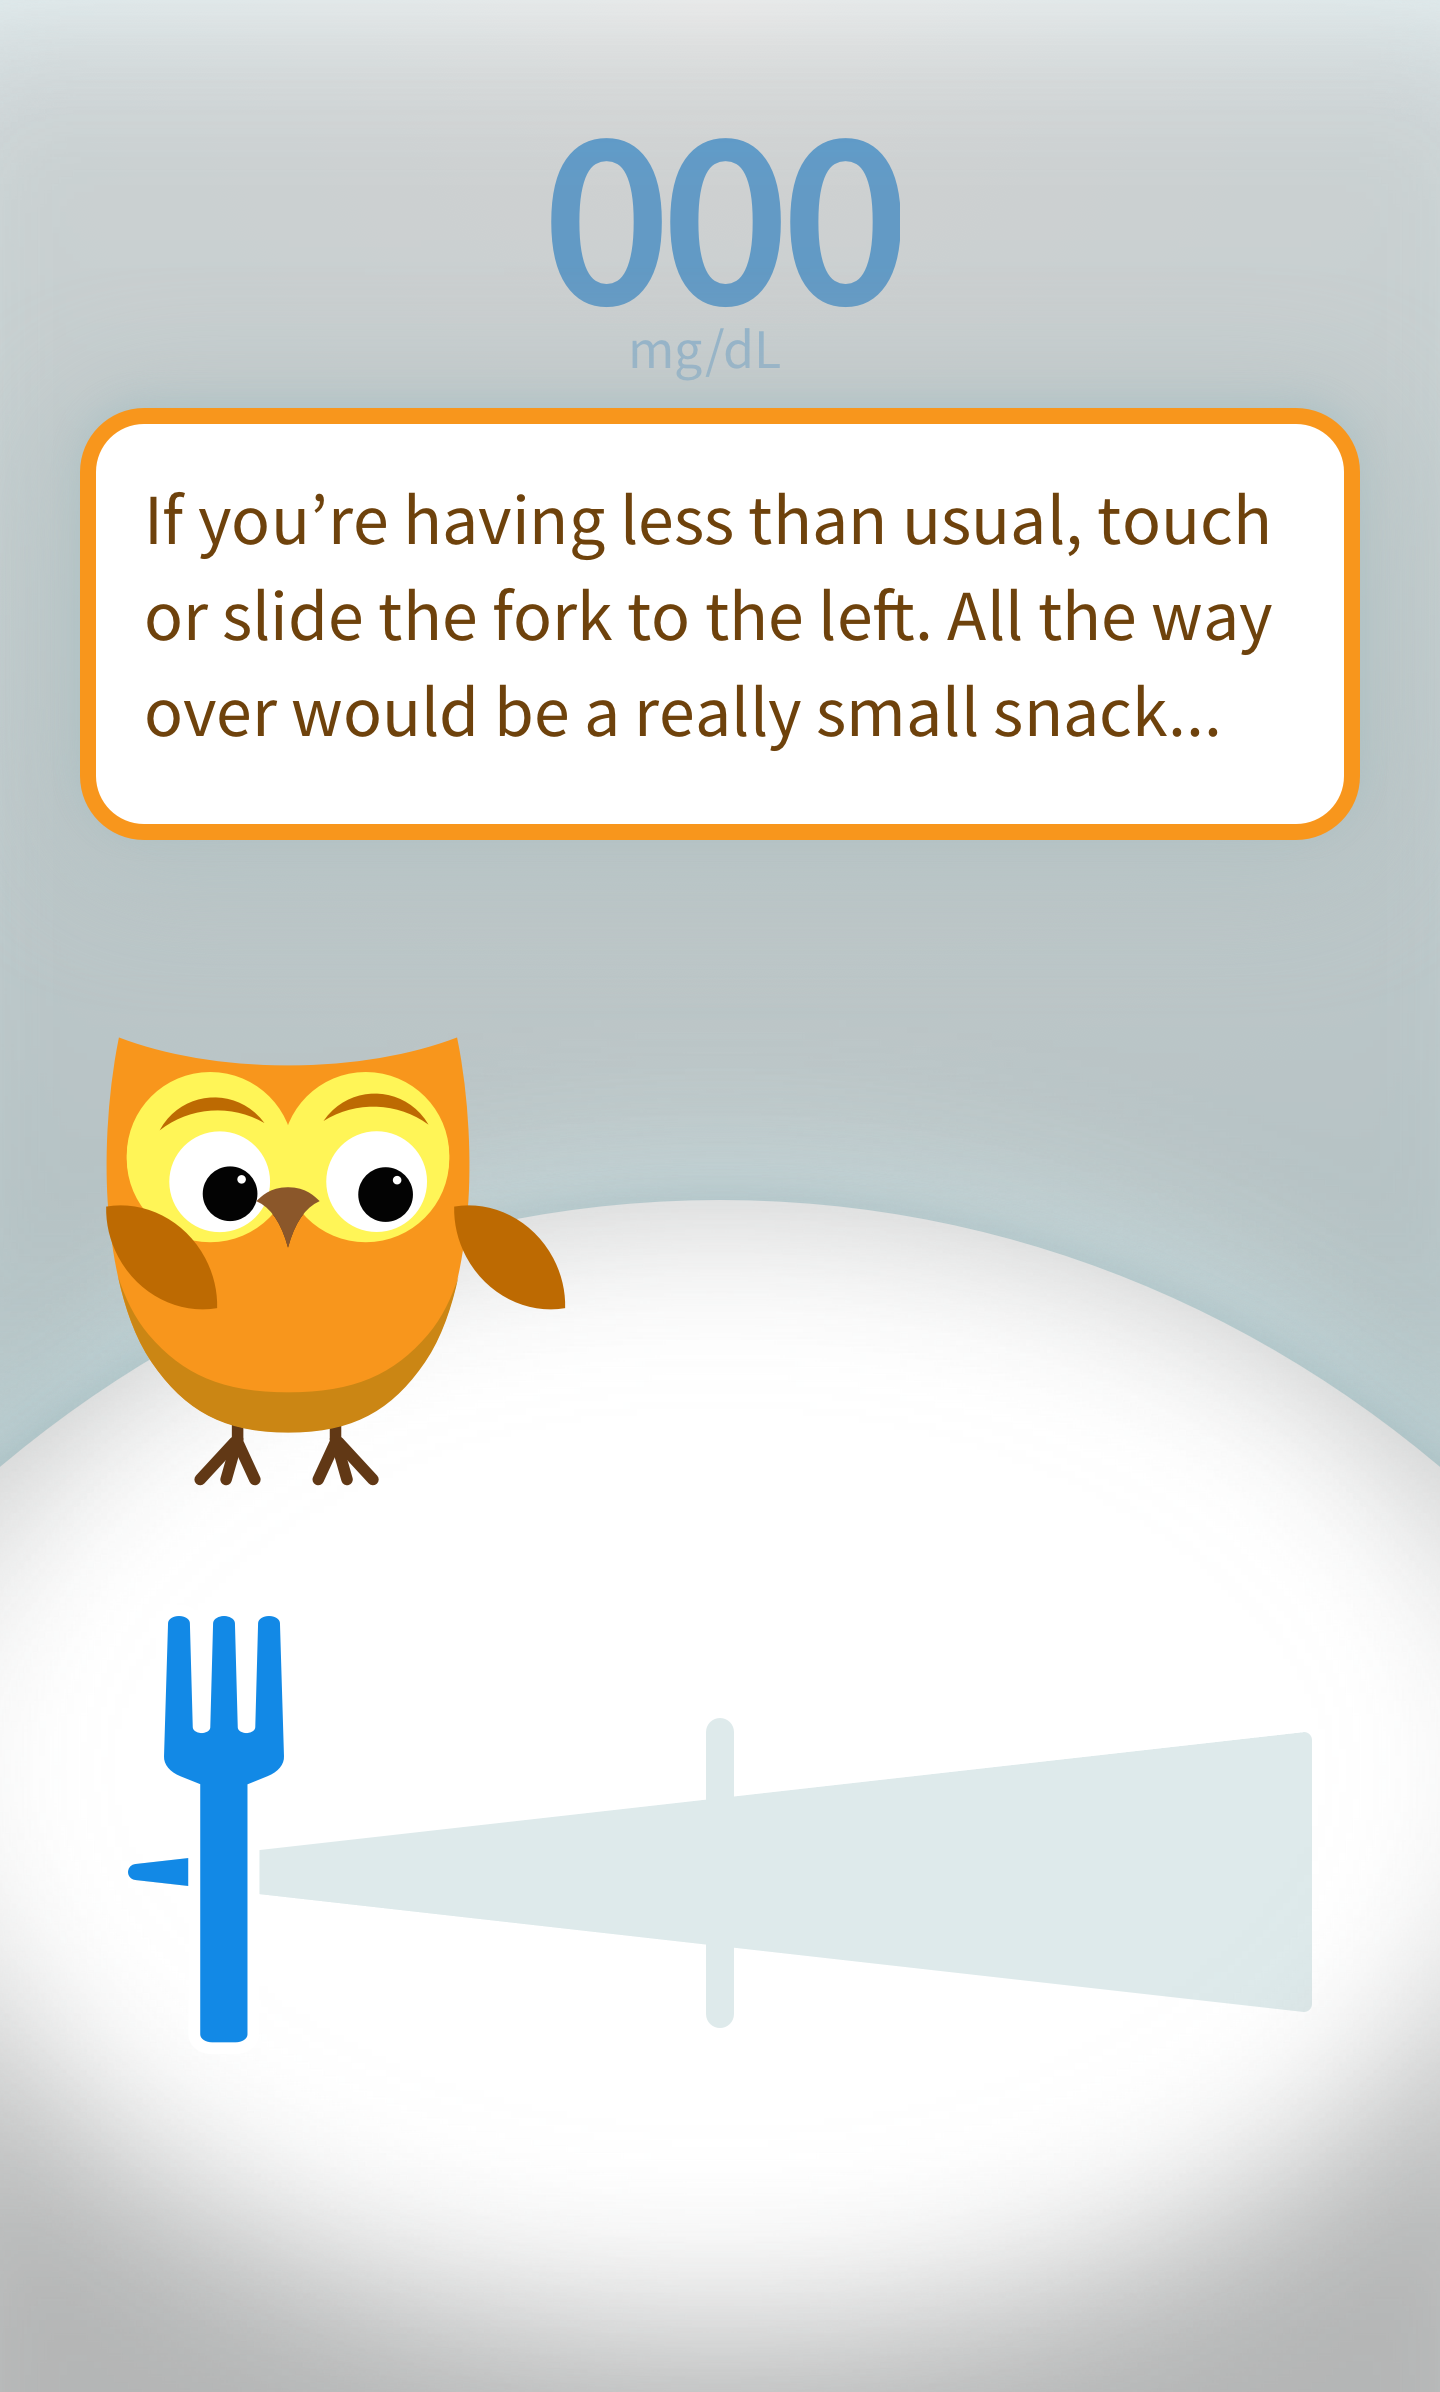 000
mg/dL
If you’re having less than usual, touch
or slide the fork to the left. All the way
over would be a really small snack...